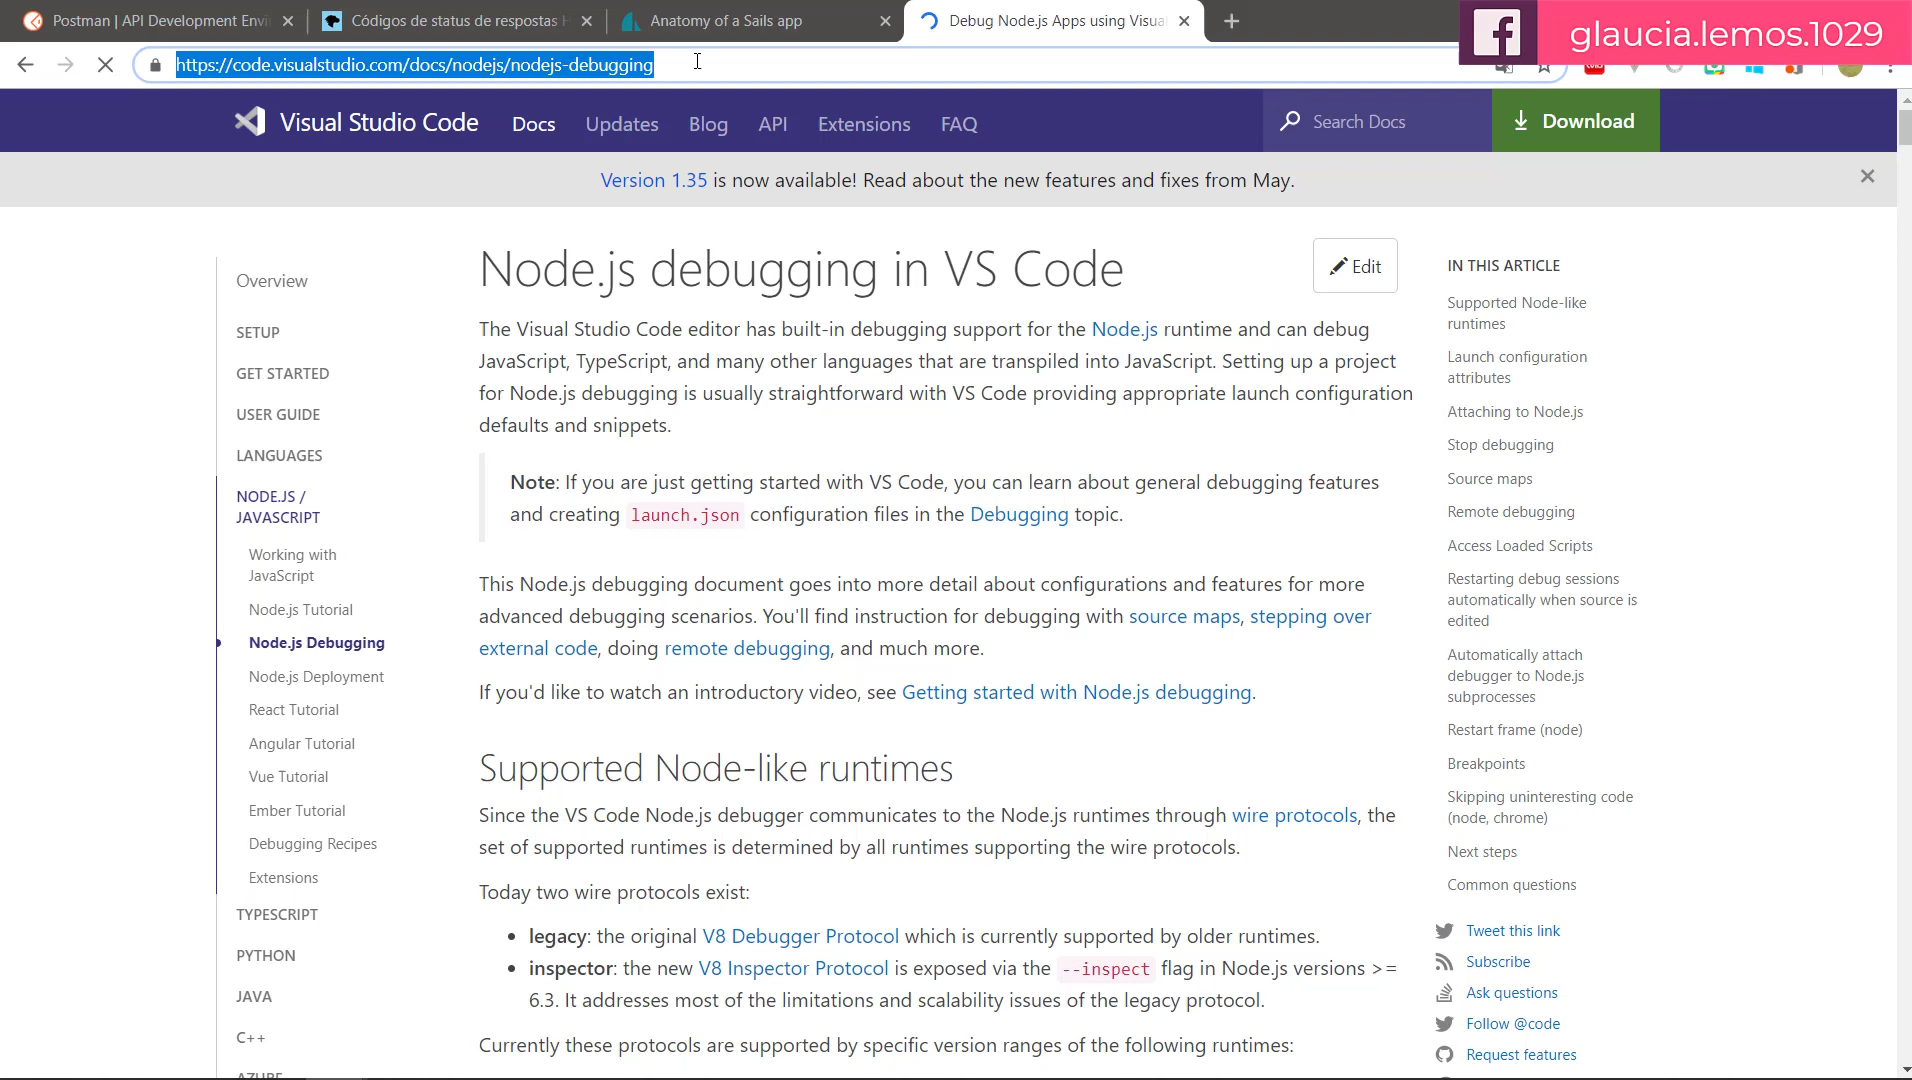 Postman | API Development Envi
Códigos de status de respostas H
Anatomy of a Sails app
Debug Node.js Apps using Visua
glaucia.lemos.1029
https://code.visualstudio.com/docs/nodejs/nodejs-debugging
Visual Studio Code
Docs
Updates
Blog
API
Extensions
FAQ
Search Docs
Download
Version 1.35 is now available! Read about the new features and fixes from May.
Overview
SETUP
GET STARTED
USER GUIDE
LANGUAGES
NODE.JS /
JAVASCRIPT
Working with
JavaScript
Node.js Tutorial
Node.js Debugging
Node.js Deployment
React Tutorial
Angular Tutorial
Vue Tutorial
Ember Tutorial
Debugging Recipes
Extensions
TYPESCRIPT
PYTHON
JAVA
C++
AZURE
Node.js debugging in VS Code
Edit
The Visual Studio Code editor has built-in debugging support for the Node.js runtime and can debug
JavaScript, TypeScript, and many other languages that are transpiled into JavaScript. Setting up a project
for Node.js debugging is usually straightforward with VS Code providing appropriate launch configuration
defaults and snippets.
Note: If you are just getting started with VS Code, you can learn about general debugging features
and creating launch.json configuration files in the Debugging topic.
This Node.js debugging document goes into more detail about configurations and features for more
advanced debugging scenarios. You'll find instruction for debugging with source maps, stepping over
external code, doing remote debugging, and much more.
If you'd like to watch an introductory video, see Getting started with Node.js debugging.
Supported Node-like runtimes
Since the VS Code Node.js debugger communicates to the Node.js runtimes through wire protocols, the
set of supported runtimes is determined by all runtimes supporting the wire protocols.
Today two wire protocols exist:
• legacy: the original V8 Debugger Protocol which is currently supported by older runtimes.
• inspector: the new V8 Inspector Protocol is exposed via the --inspect flag in Node.js versions >=
6.3. It addresses most of the limitations and scalability issues of the legacy protocol.
Currently these protocols are supported by specific version ranges of the following runtimes:
IN THIS ARTICLE
Supported Node-like
runtimes
Launch configuration
attributes
Attaching to Node.js
Stop debugging
Source maps
Remote debugging
Access Loaded Scripts
Restarting debug sessions
automatically when source is
edited
Automatically attach
debugger to Node.js
subprocesses
Restart frame (node)
Breakpoints
Skipping uninteresting code
(node, chrome)
Next steps
Common questions
Tweet this link
Subscribe
Ask questions
Follow @code
Request features